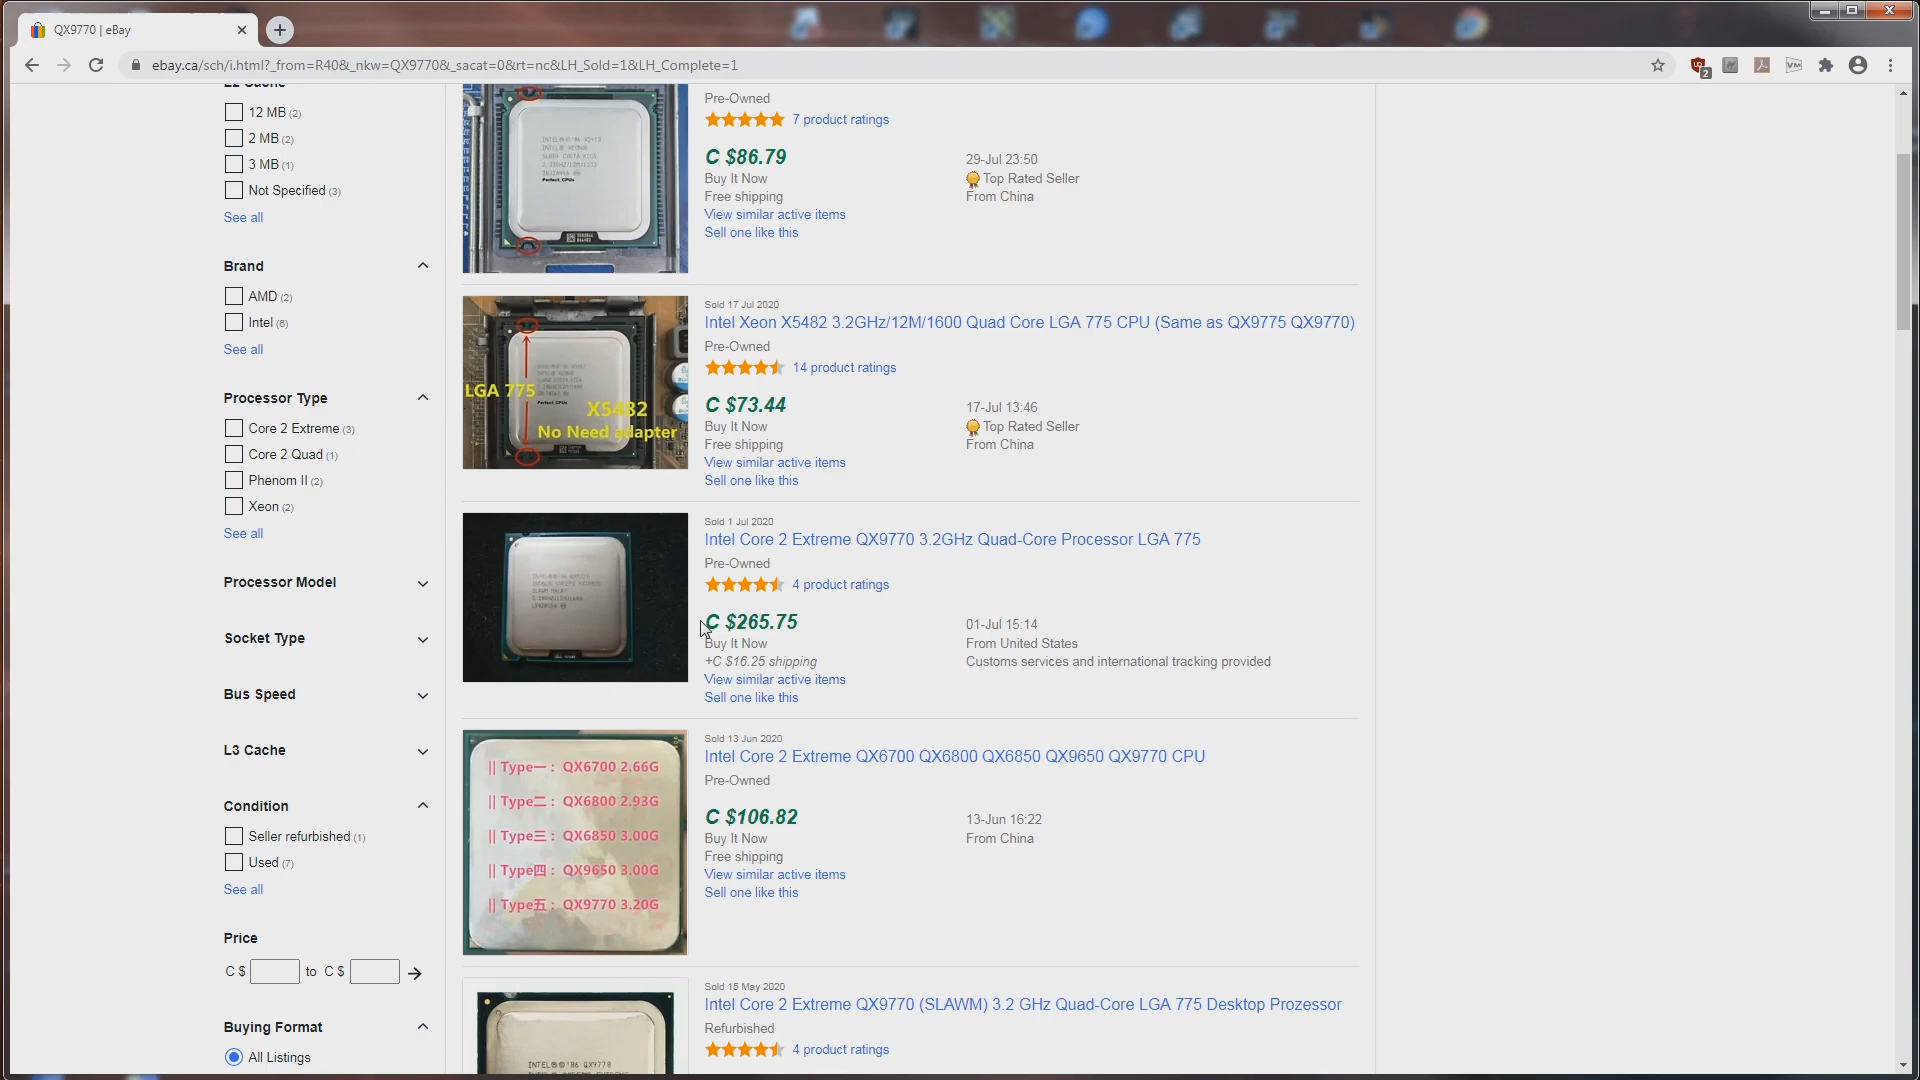 QX9770 | eBay
ebay.ca/sch/i.html?_from=R40&_nkw=QX9770&_sacat=0&rt=nc&LH_Sold=1&LH_Complete=1
2
L2 Cache
12 MB (2)
2 MB (2)
3 MB (1)
Not Specified (3)
See all
Brand
AMD (2)
Intel (6)
See all
Processor Type
Core 2 Extreme (3)
Core 2 Quad (1)
Phenom II (2)
Xeon (2)
See all
Processor Model
Socket Type
Bus Speed
L3 Cache
Condition
Seller refurbished (1)
Used (7)
See all
Price
C $ to C $
Buying Format
All Listings
Perfect_CPUs
Pre-Owned
7 product ratings
C $86.79
29-Jul 23:50
Buy It Now
Top Rated Seller
Free shipping
From China
View similar active items
Sell one like this
LGA 775
X5482
No Need adapter
Sold 17 Jul 2020
Intel Xeon X5482 3.2GHz/12M/1600 Quad Core LGA 775 CPU (Same as QX9775 QX9770)
Pre-Owned
14 product ratings
C $73.44
17-Jul 13:46
Buy It Now
Top Rated Seller
Free shipping
From China
View similar active items
Sell one like this
Sold 1 Jul 2020
Intel Core 2 Extreme QX9770 3.2GHz Quad-Core Processor LGA 775
Pre-Owned
4 product ratings
C $265.75
01-Jul 15:14
Buy It Now
From United States
+C $16.25 shipping
Customs services and international tracking provided
View similar active items
Sell one like this
|| Type一： QX6700 2.66G
|| Type二： QX6800 2.93G
|| Type三： QX6850 3.00G
|| Type四： QX9650 3.00G
|| Type五： QX9770 3.20G
Sold 13 Jun 2020
Intel Core 2 Extreme QX6700 QX6800 QX6850 QX9650 QX9770 CPU
Pre-Owned
C $106.82
13-Jun 16:22
Buy It Now
From China
Free shipping
View similar active items
Sell one like this
INTEL®©'06 QX9770
Sold 15 May 2020
Intel Core 2 Extreme QX9770 (SLAWM) 3.2 GHz Quad-Core LGA 775 Desktop Prozessor
Refurbished
4 product ratings